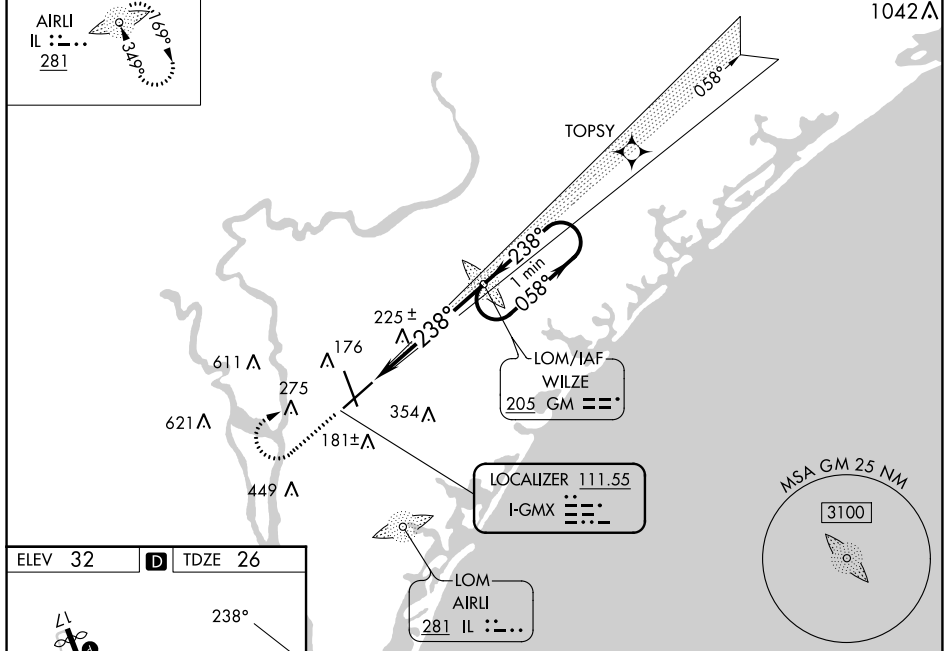 AIRLI
IL
281
349°
169°
1042
058°
TOPSY
238°
1 min
058°
238°
225 ±
176
611
275
621
354
181±
449
LOM/IAF
WILZE
205 GM
LOCALIZER 111.55
I-GMX
MSA GM 25 NM
3100
LOM
AIRLI
281 IL
ELEV 32
D
TDZE 26
238°
17
A